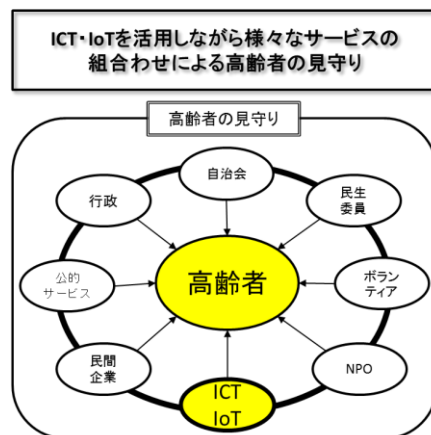 ICT・IoTを活用しながら様々なサービスの
組合わせによる高齢者の見守り
高齢者の見守り
自治会
行政
民生
委員
公的
サービス
高齢者
ボラン
ティア
民間
企業
ICT
IoT
NPO